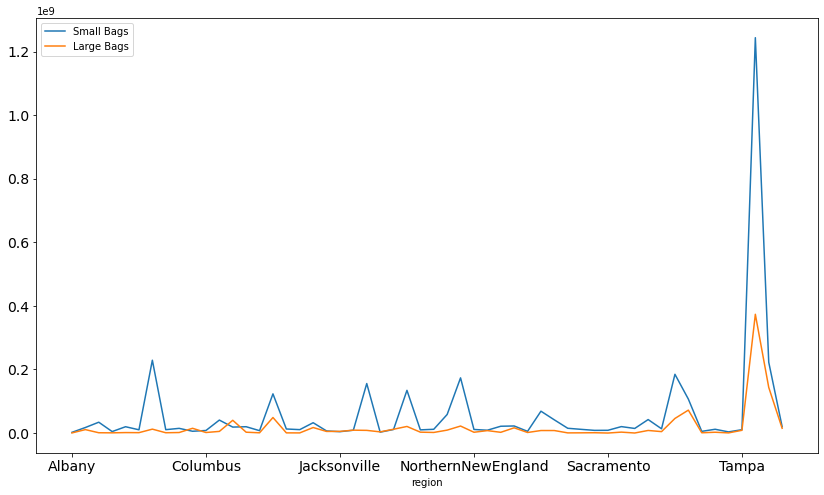 1e9
Small Bags
Large Bags
1.2
1.0
0.8
0.6
0.4
0.2
0.0
Albany Columbus Jacksonville NorthernNewEngland Sacramento Tampa
region